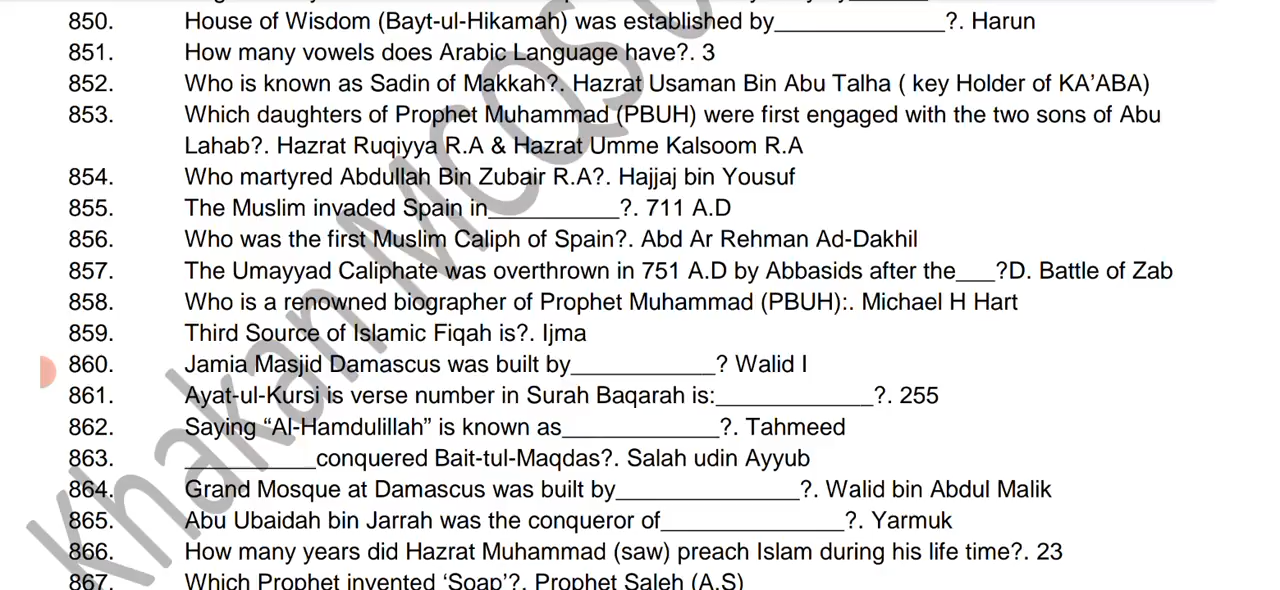 850. House of Wisdom (Bayt-ul-Hikamah) was established by_____________?. Harun
851. How many vowels does Arabic Language have?. 3
852. Who is known as Sadin of Makkah?. Hazrat Usaman Bin Abu Talha ( key Holder of KA’ABA)
853. Which daughters of Prophet Muhammad (PBUH) were first engaged with the two sons of Abu
Lahab?. Hazrat Ruqiyya R.A & Hazrat Umme Kalsoom R.A
854. Who martyred Abdullah Bin Zubair R.A?. Hajjaj bin Yousuf
855. The Muslim invaded Spain in__________?. 711 A.D
856. Who was the first Muslim Caliph of Spain?. Abd Ar Rehman Ad-Dakhil
857. The Umayyad Caliphate was overthrown in 751 A.D by Abbasids after the___?D. Battle of Zab
858. Who is a renowned biographer of Prophet Muhammad (PBUH):. Michael H Hart
859. Third Source of Islamic Fiqah is?. Ijma
860. Jamia Masjid Damascus was built by___________? Walid I
861. Ayat-ul-Kursi is verse number in Surah Baqarah is:____________?. 255
862. Saying “Al-Hamdulillah” is known as____________?. Tahmeed
863. __________conquered Bait-tul-Maqdas?. Salah udin Ayyub
864. Grand Mosque at Damascus was built by______________?. Walid bin Abdul Malik
865. Abu Ubaidah bin Jarrah was the conqueror of______________?. Yarmuk
866. How many years did Hazrat Muhammad (saw) preach Islam during his life time?. 23
867. Which Prophet invented ‘Soap’?. Prophet Saleh (A.S)
Khakan MCQs